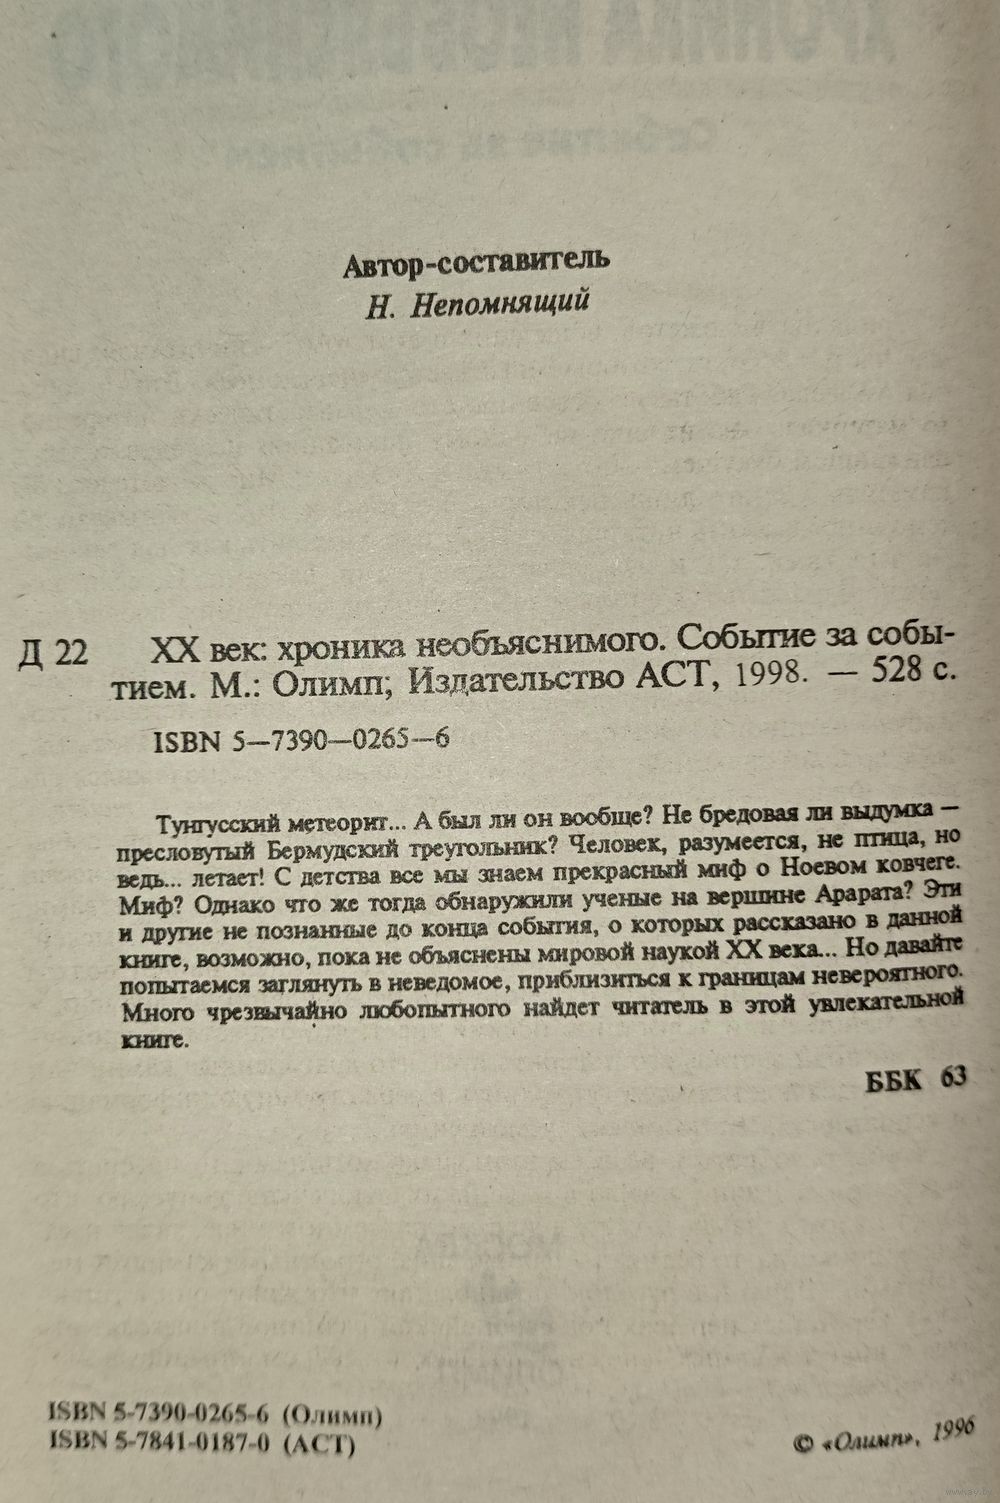 Автор-составитель
Н. Непомнящий
Д 22 XX век: хроника необъяснимого. Событие за собы-
тием. М.: Олимп; Издательство АСТ, 1998. — 528 с.
ISBN 5—7390—0265—6
Тунгусский метеорит... А был ли он вообще? Не бредовая ли выдумка —
пресловутый Бермудский треугольник? Человек, разумеется, не птица, но
ведь... летает! С детства все мы знаем прекрасный миф о Ноевом ковчеге.
Миф? Однако что же тогда обнаружили ученые на вершине Арарата? Эти
и другие не познанные до конца события, о которых рассказано в данной
книге, возможно, пока не объяснены мировой наукой XX века... Но давайте
попытаемся заглянуть в неведомое, приблизиться к границам невероятного.
Много чрезвычайно любопытного найдет читатель в этой увлекательной
книге.
ББК 63
ISBN 5-7390-0265-6 (Олимп)
ISBN 5-7841-0187-0 (АСТ)
© «Олимп», 1996